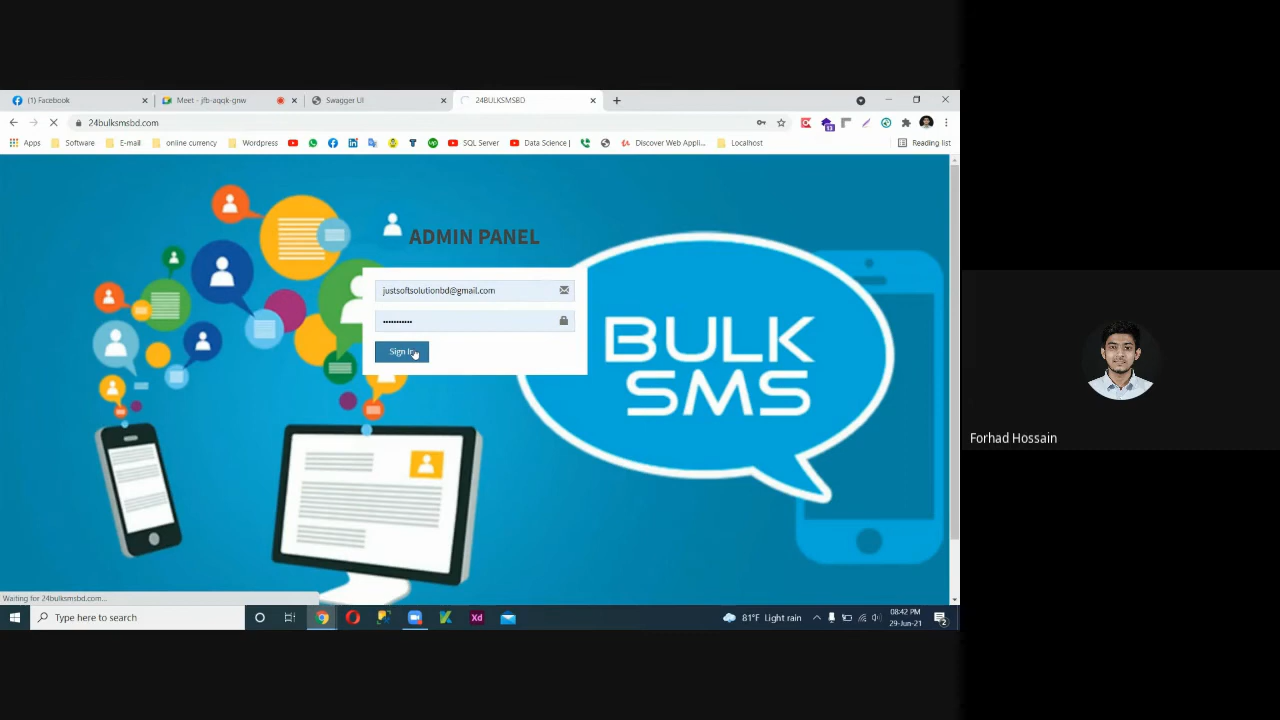 (1) Facebook
Meet - jfb-aqqk-gnw
Swagger UI
24BULKSMSBD
24bulksmsbd.com
Apps
Software
E-mail
online currency
Wordpress
SQL Server
Data Science |
Discover Web Appli...
Localhost
Reading list
ADMIN PANEL
justsoftsolutionbd@gmail.com
Sign In
BULK
SMS
Forhad Hossain
Waiting for 24bulksmsbd.com...
Type here to search
Xd
81°F Light rain
08:42 PM
29-Jun-21